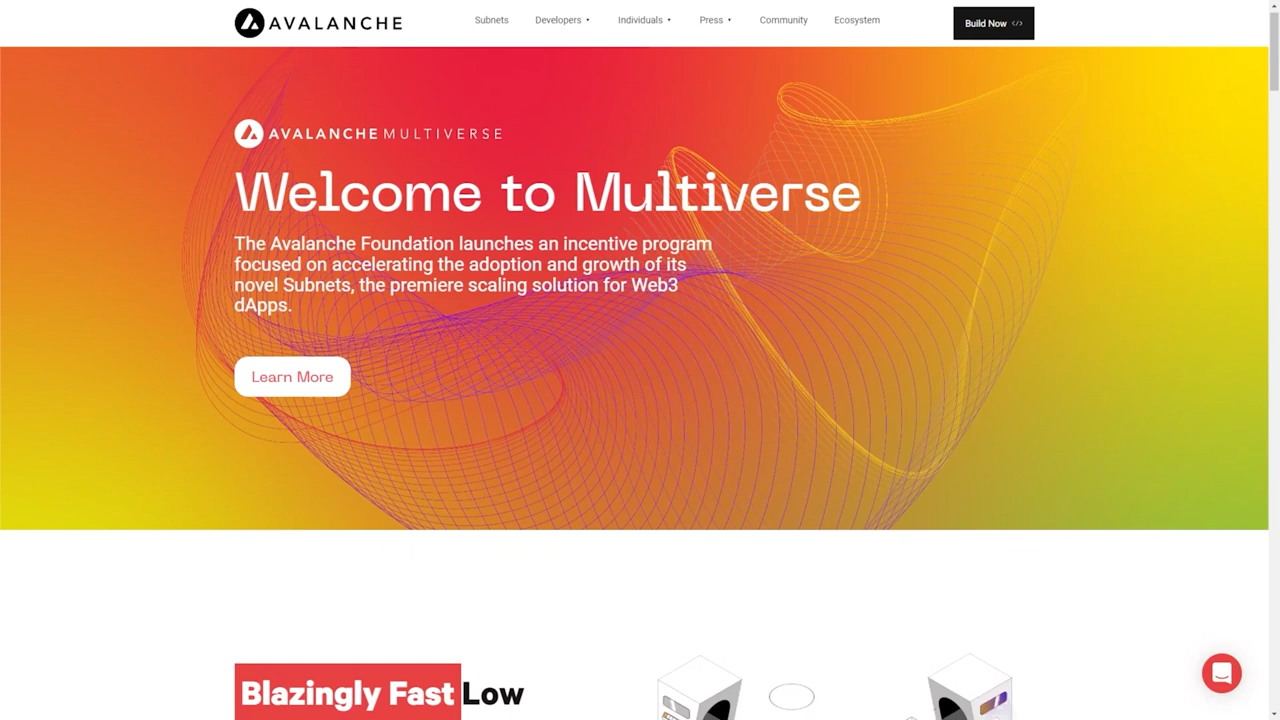 AVALANCHE
Subnets
Developers
Individuals
Press
Community
Ecosystem
Build Now </>
AVALANCHE MULTIVERSE
Welcome to Multiverse
The Avalanche Foundation launches an incentive program
focused on accelerating the adoption and growth of its
novel Subnets, the premiere scaling solution for Web3
dApps.
Learn More
Blazingly Fast Low